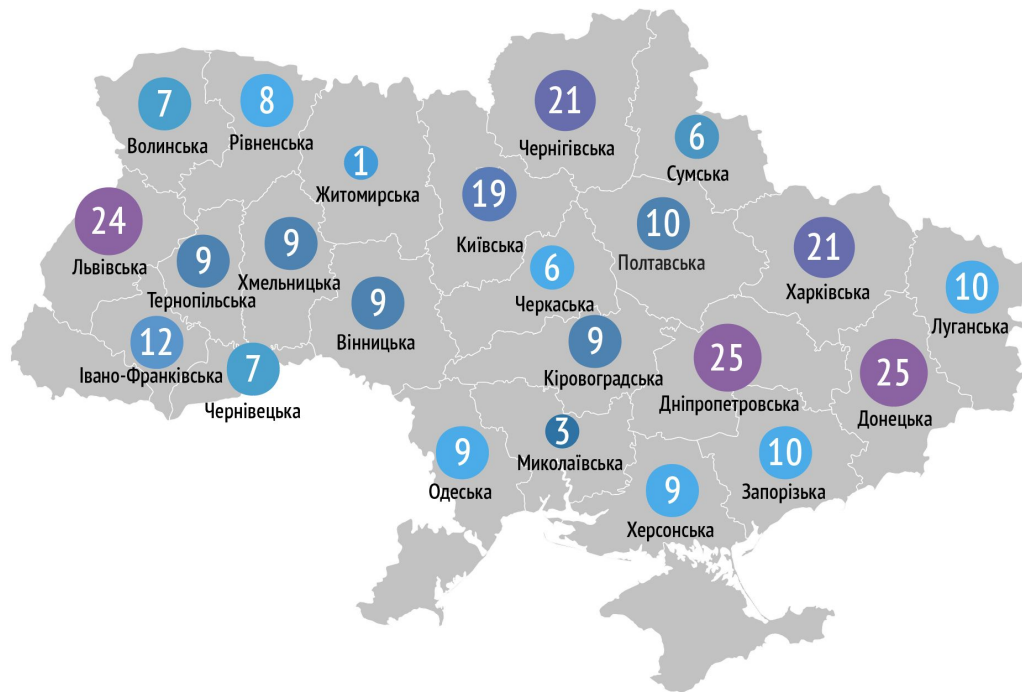 21
Чернігівська
7
Волинська
8
Рівненська
6
Сумська
1
Житомирська
19
Київська
24
Львівська
9
Тернопільська
9
Хмельницька
10
Полтавська
21
Харківська
6
Черкаська
10
Луганська
9
Вінницька
12
Івано-Франківська
7
Чернівецька
9
Кіровоградська
25
Дніпропетровська
25
Донецька
9
Одеська
3
Миколаївська
10
Запорізька
9
Херсонська